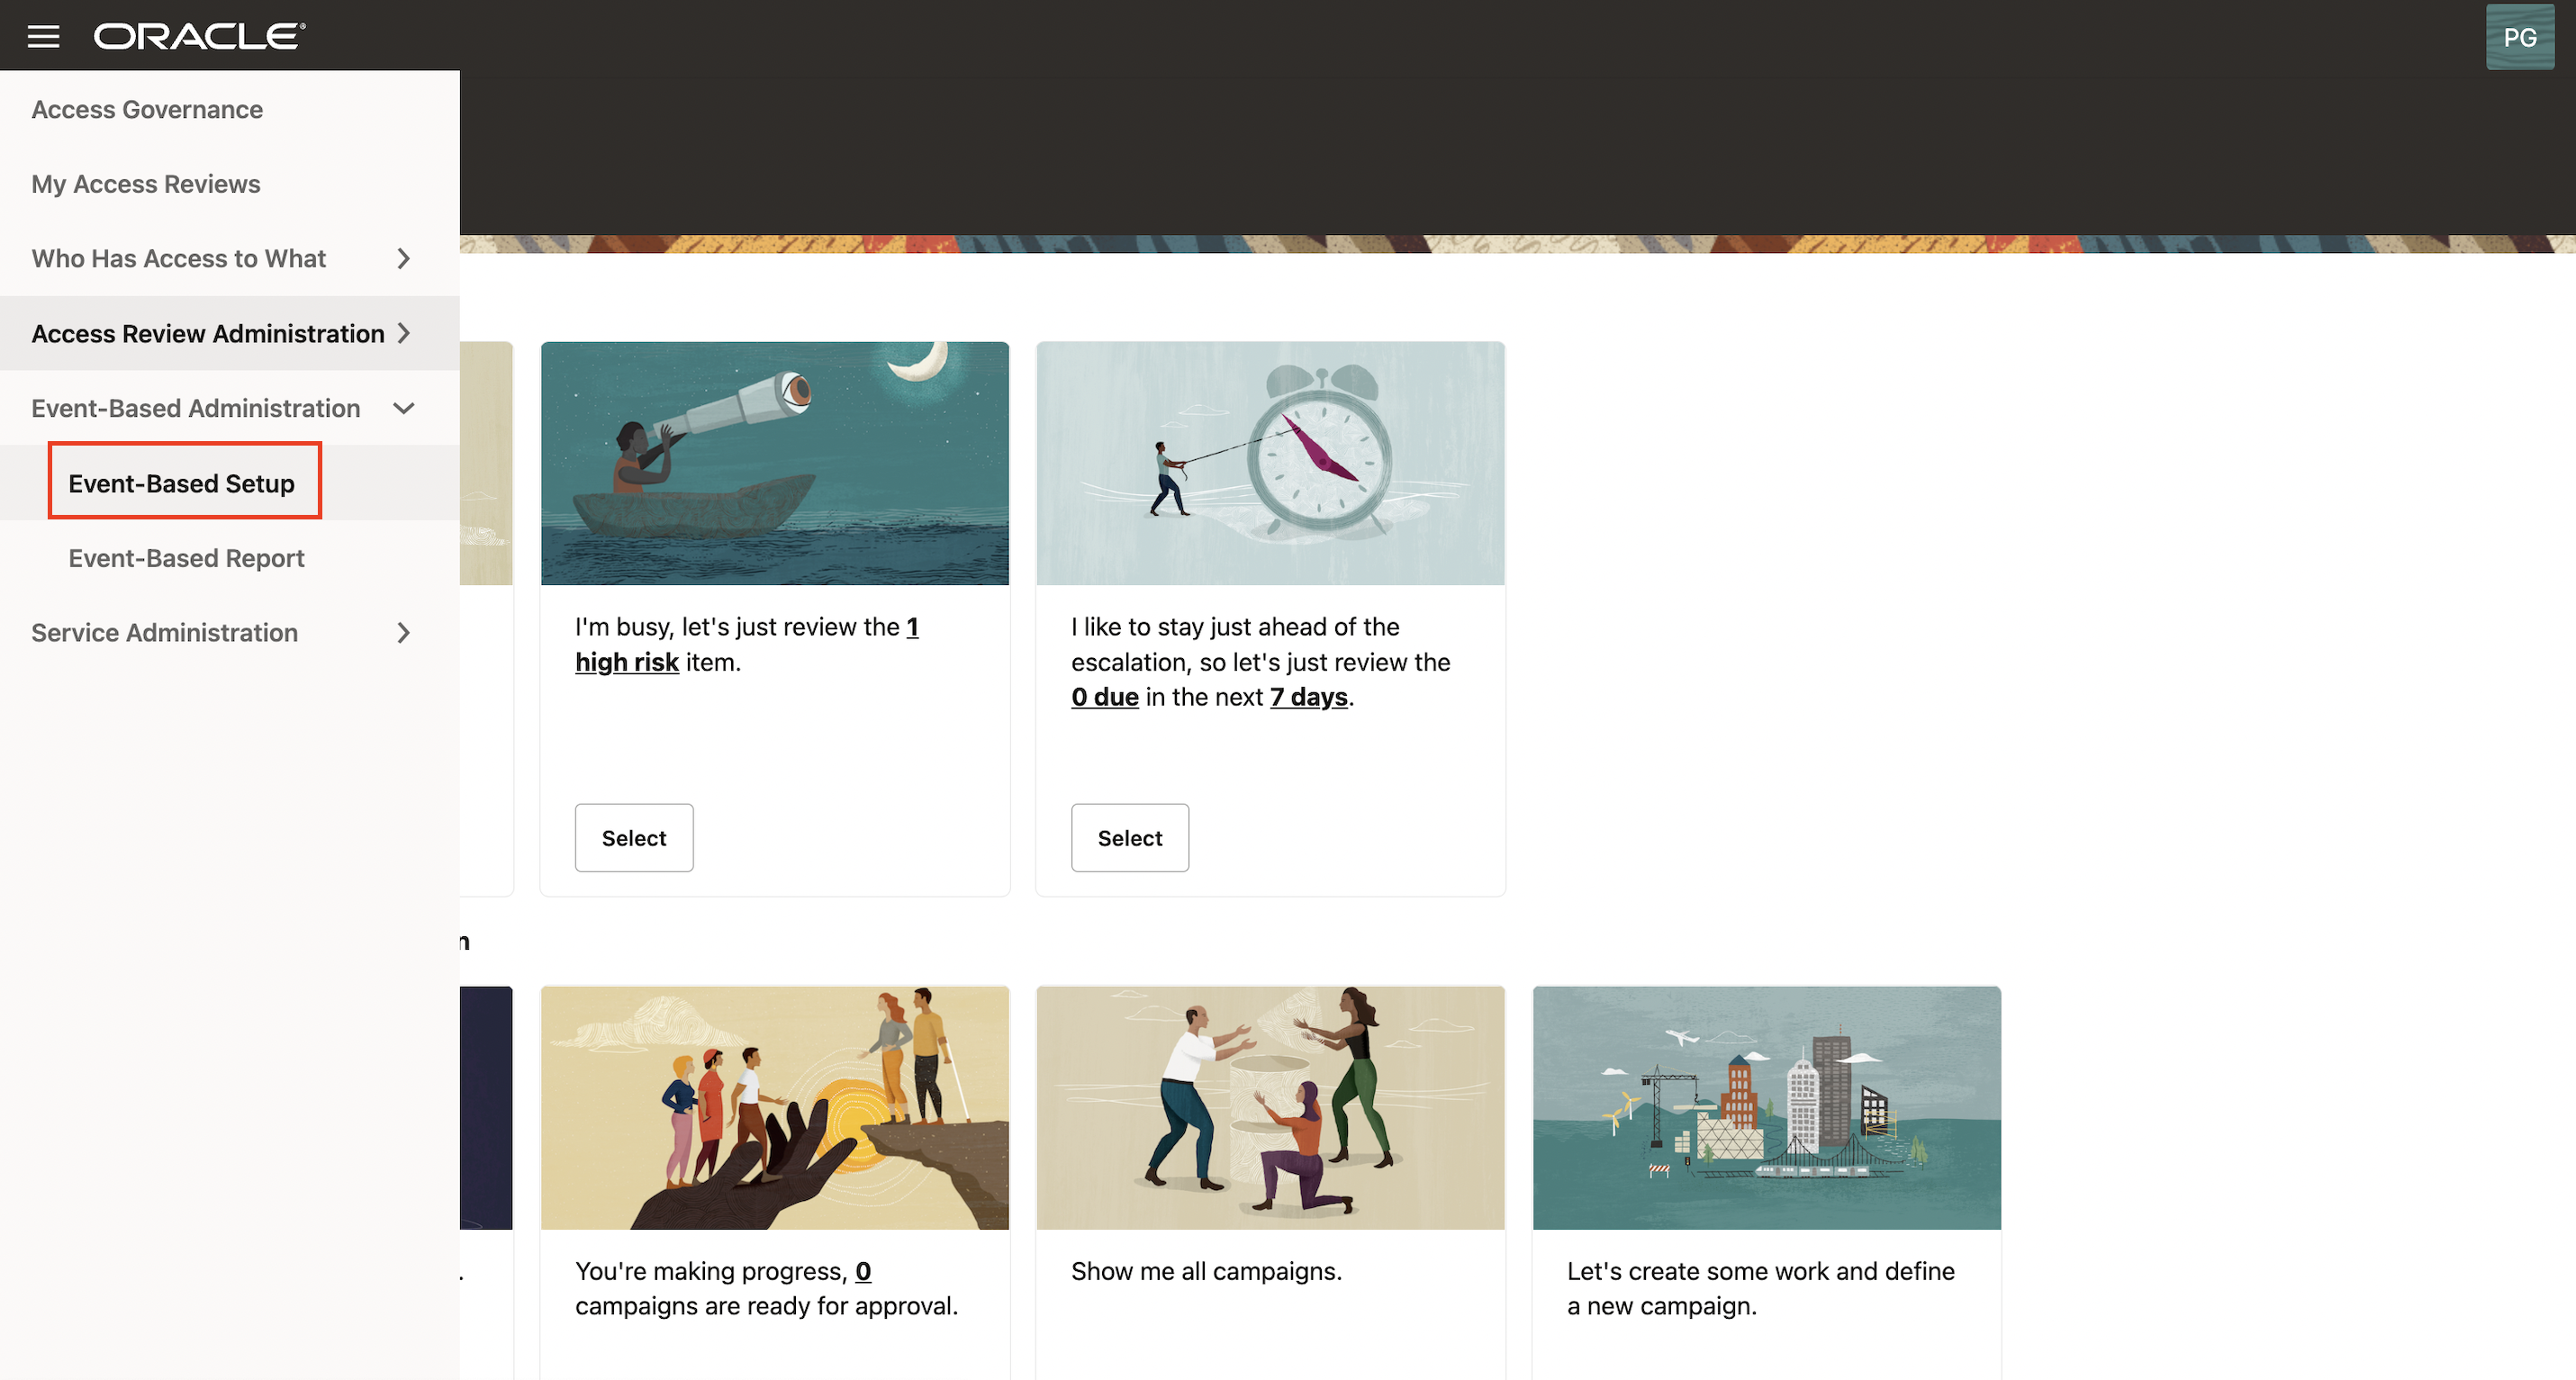 ORACLE
PG
Access Governance
My Access Reviews
Who Has Access to What
Access Review Administration
Event-Based Administration
Event-Based Setup
Event-Based Report
Service Administration
I'm busy, let's just review the 1
high risk item.
Select
I like to stay just ahead of the
escalation, so let's just review the
0 due in the next 7 days.
Select
n
.
You're making progress, 0
campaigns are ready for approval.
Show me all campaigns.
Let's create some work and define
a new campaign.